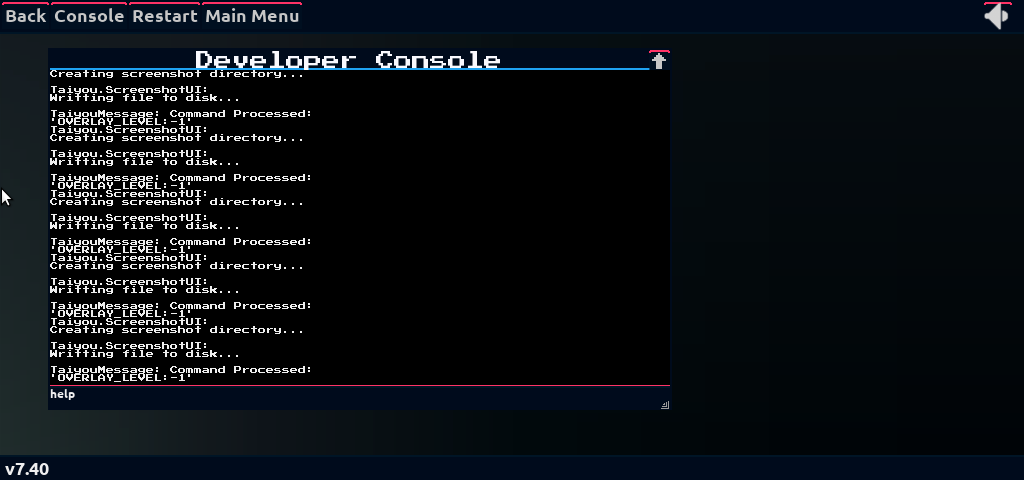 Back Console Restart Main Menu
Developer Console
Creating screenshot directory...
Taiyou.ScreenshotUI:
Writting file to disk...
TaiyouMessage: Command Processed:
'OVERLAY_LEVEL:-1'
Taiyou.ScreenshotUI:
Creating screenshot directory...
Taiyou.ScreenshotUI:
Writting file to disk...
TaiyouMessage: Command Processed:
'OVERLAY_LEVEL:-1'
Taiyou.ScreenshotUI:
Creating screenshot directory...
Taiyou.ScreenshotUI:
Writting file to disk...
TaiyouMessage: Command Processed:
'OVERLAY_LEVEL:-1'
Taiyou.ScreenshotUI:
Creating screenshot directory...
Taiyou.ScreenshotUI:
Writting file to disk...
TaiyouMessage: Command Processed:
'OVERLAY_LEVEL:-1'
Taiyou.ScreenshotUI:
Creating screenshot directory...
Taiyou.ScreenshotUI:
Writting file to disk...
TaiyouMessage: Command Processed:
'OVERLAY_LEVEL:-1'
help
v7.40